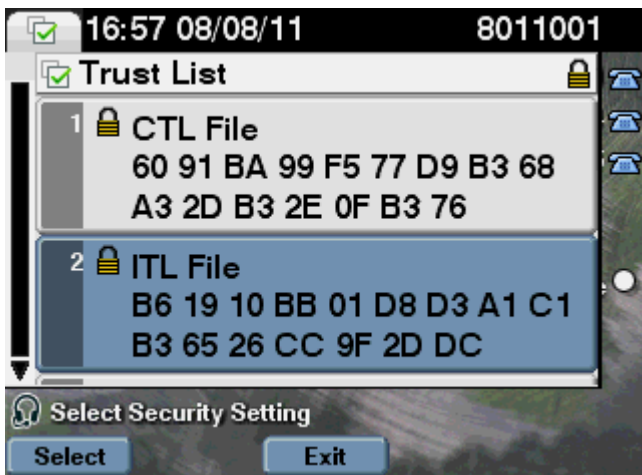 16:57 08/08/11 8011001
Trust List
1 CTL File
60 91 BA 99 F5 77 D9 B3 68
A3 2D B3 2E 0F B3 76
2 ITL File
B6 19 10 BB 01 D8 D3 A1 C1
B3 65 26 CC 9F 2D DC
Select Security Setting
Select Exit